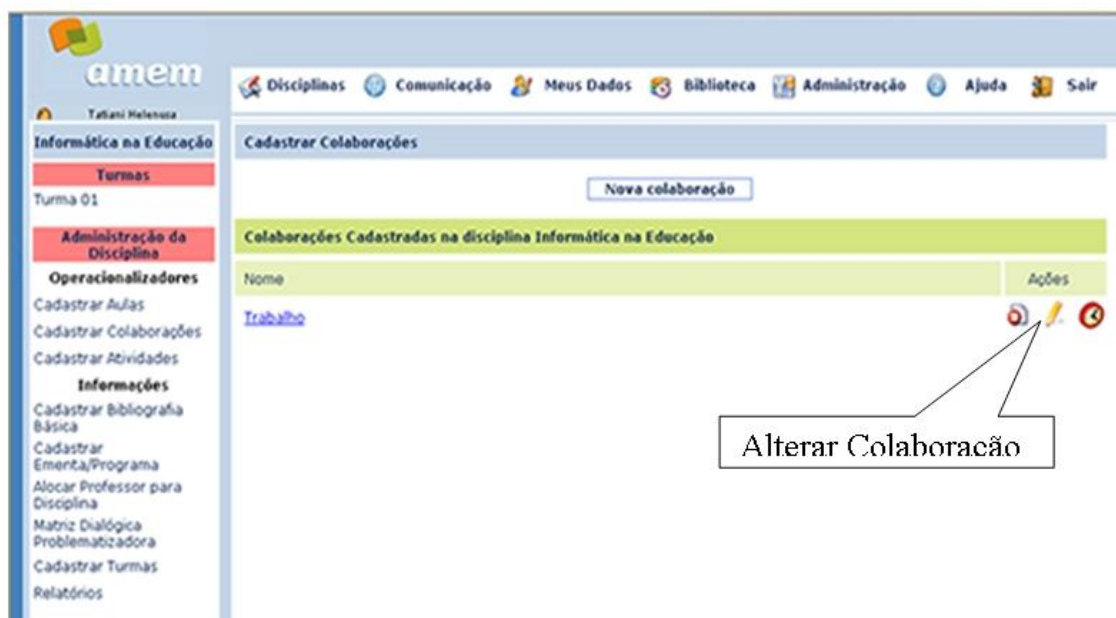 amem
Disciplinas Comunicação Meus Dados Biblioteca Administração Ajuda Sair
Tatiani Helenusa
Informática na Educação
Turmas
Turma 01
Administração da
Disciplina
Operacionalizadores
Cadastrar Aulas
Cadastrar Colaborações
Cadastrar Atividades
Informações
Cadastrar Bibliografia
Básica
Cadastrar
Ementa/Programa
Alocar Professor para
Disciplina
Matriz Dialógica
Problematizadora
Cadastrar Turmas
Relatórios
Cadastrar Colaborações
Nova colaboração
Colaborações Cadastradas na disciplina Informática na Educação
Nome Ações
Trabalho
Alterar Colaboracão